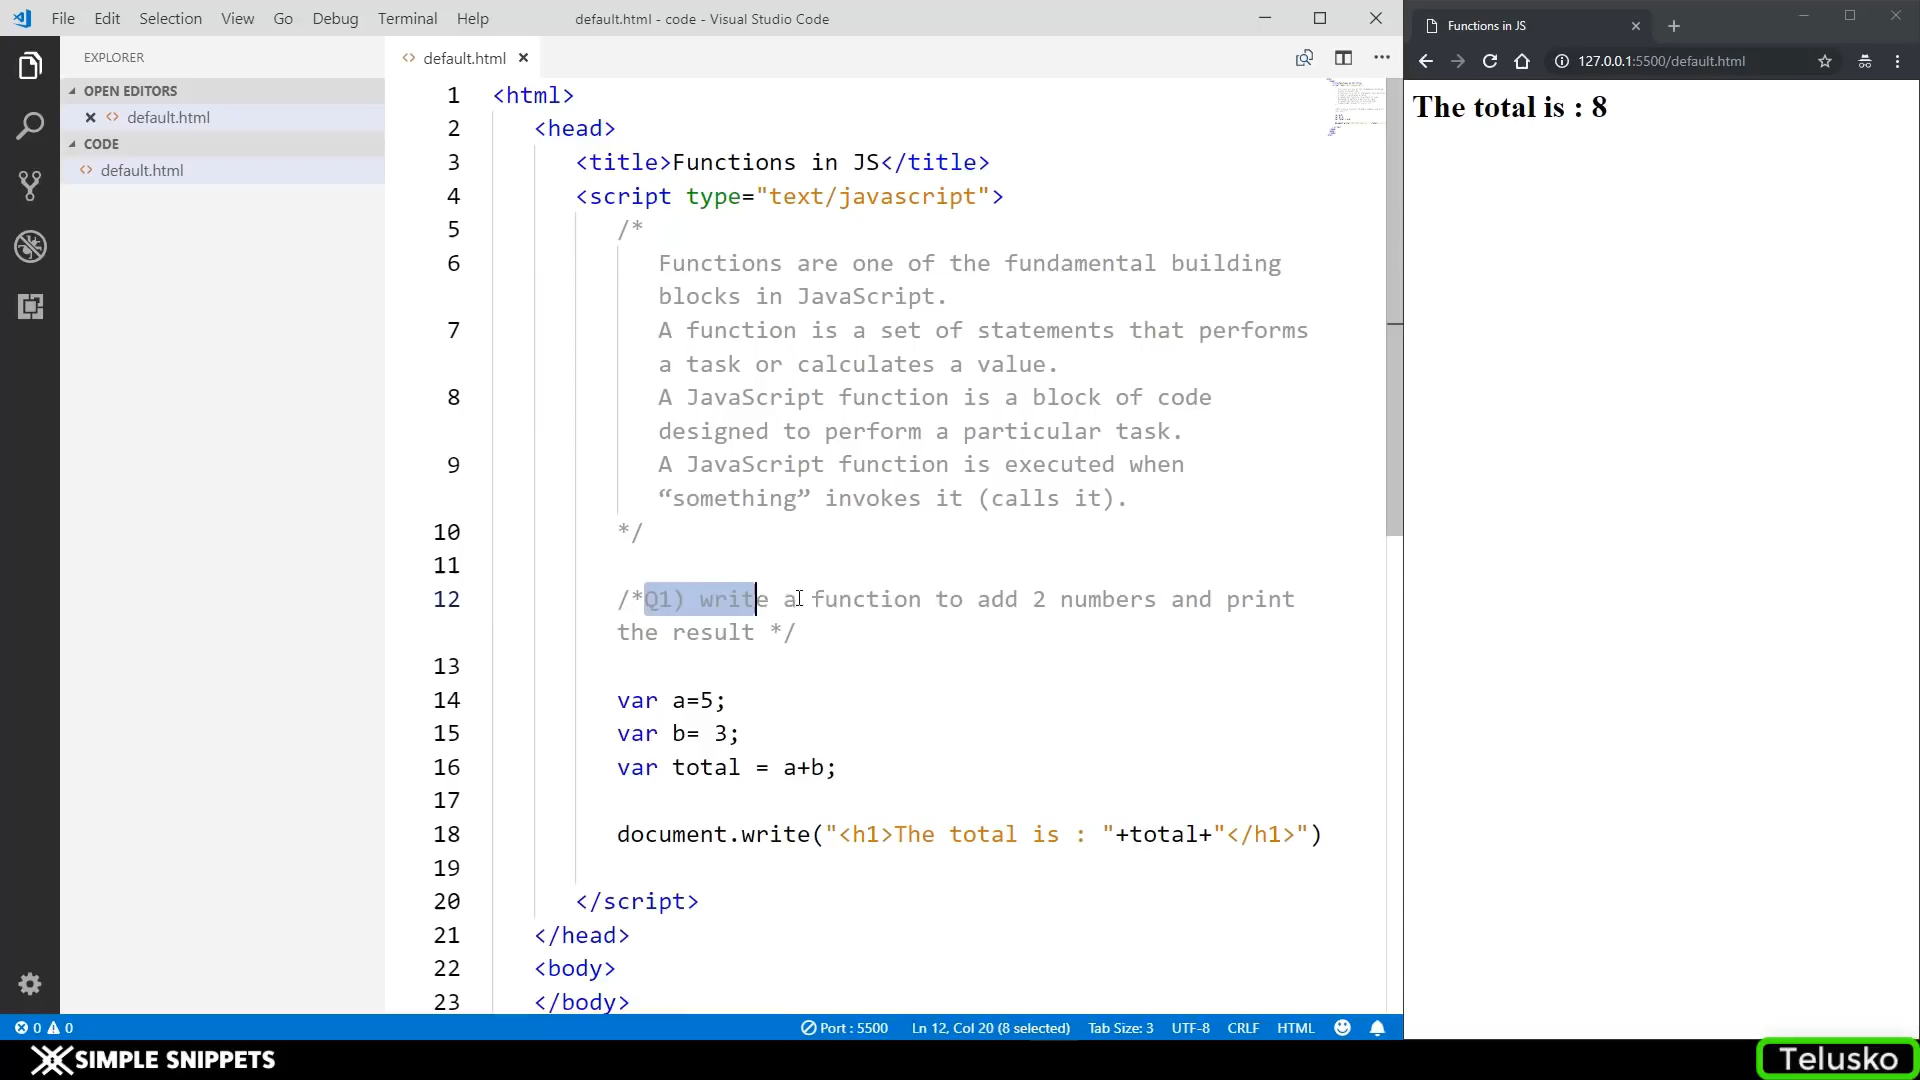 File Edit Selection View Go Debug Terminal Help
default.html - code - Visual Studio Code
Functions in JS
127.0.0.1:5500/default.html
EXPLORER
OPEN EDITORS
default.html
CODE
default.html
default.html
1 <html>
2 <head>
3 <title>Functions in JS</title>
4 <script type="text/javascript">
5 /*
6 Functions are one of the fundamental building
blocks in JavaScript.
7 A function is a set of statements that performs
a task or calculates a value.
8 A JavaScript function is a block of code
designed to perform a particular task.
9 A JavaScript function is executed when
“something” invokes it (calls it).
10 */
11
12 /*Q1) write a function to add 2 numbers and print
the result */
13
14 var a=5;
15 var b= 3;
16 var total = a+b;
17
18 document.write("<h1>The total is : "+total+"</h1>")
19
20 </script>
21 </head>
22 <body>
23 </body>
The total is : 8
0 0
Port : 5500
Ln 12, Col 20 (8 selected)
Tab Size: 3
UTF-8
CRLF
HTML
SIMPLE SNIPPETS
Telusko